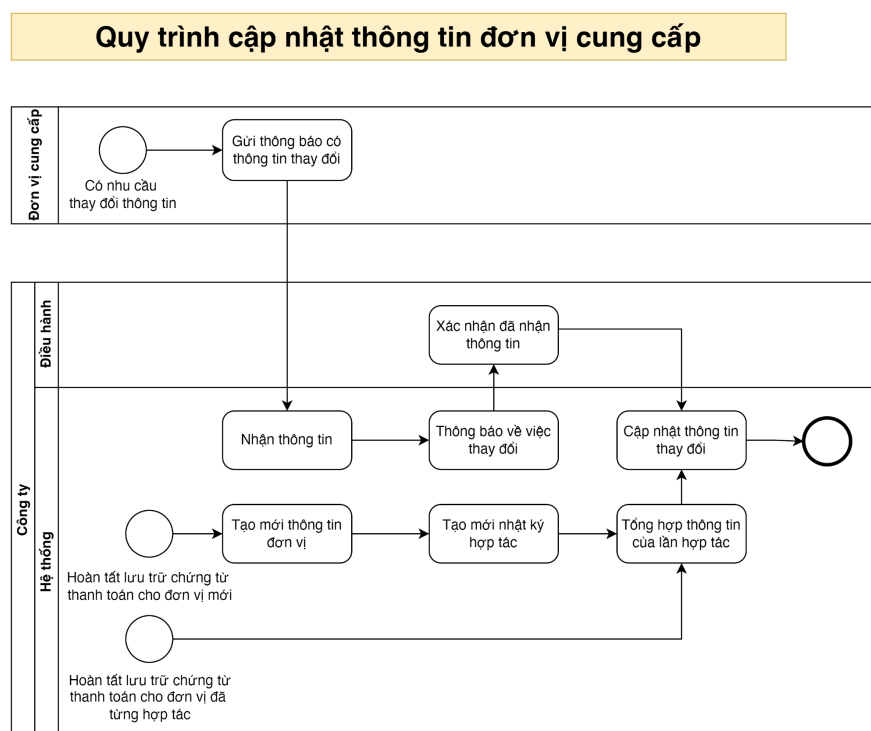 Quy trình cập nhật thông tin đơn vị cung cấp
Đơn vị cung cấp
Gửi thông báo có
thông tin thay đổi
Có nhu cầu
thay đổi thông tin
Công ty
Điều hành
Xác nhận đã nhận
thông tin
Hệ thống
Nhận thông tin
Thông báo về việc
thay đổi
Cập nhật thông tin
thay đổi
Tạo mới thông tin
đơn vị
Tạo mới nhật ký
hợp tác
Tổng hợp thông tin
của lần hợp tác
Hoàn tất lưu trữ chứng từ
thanh toán cho đơn vị mới
Hoàn tất lưu trữ chứng từ
thanh toán cho đơn vị đã
từng hợp tác